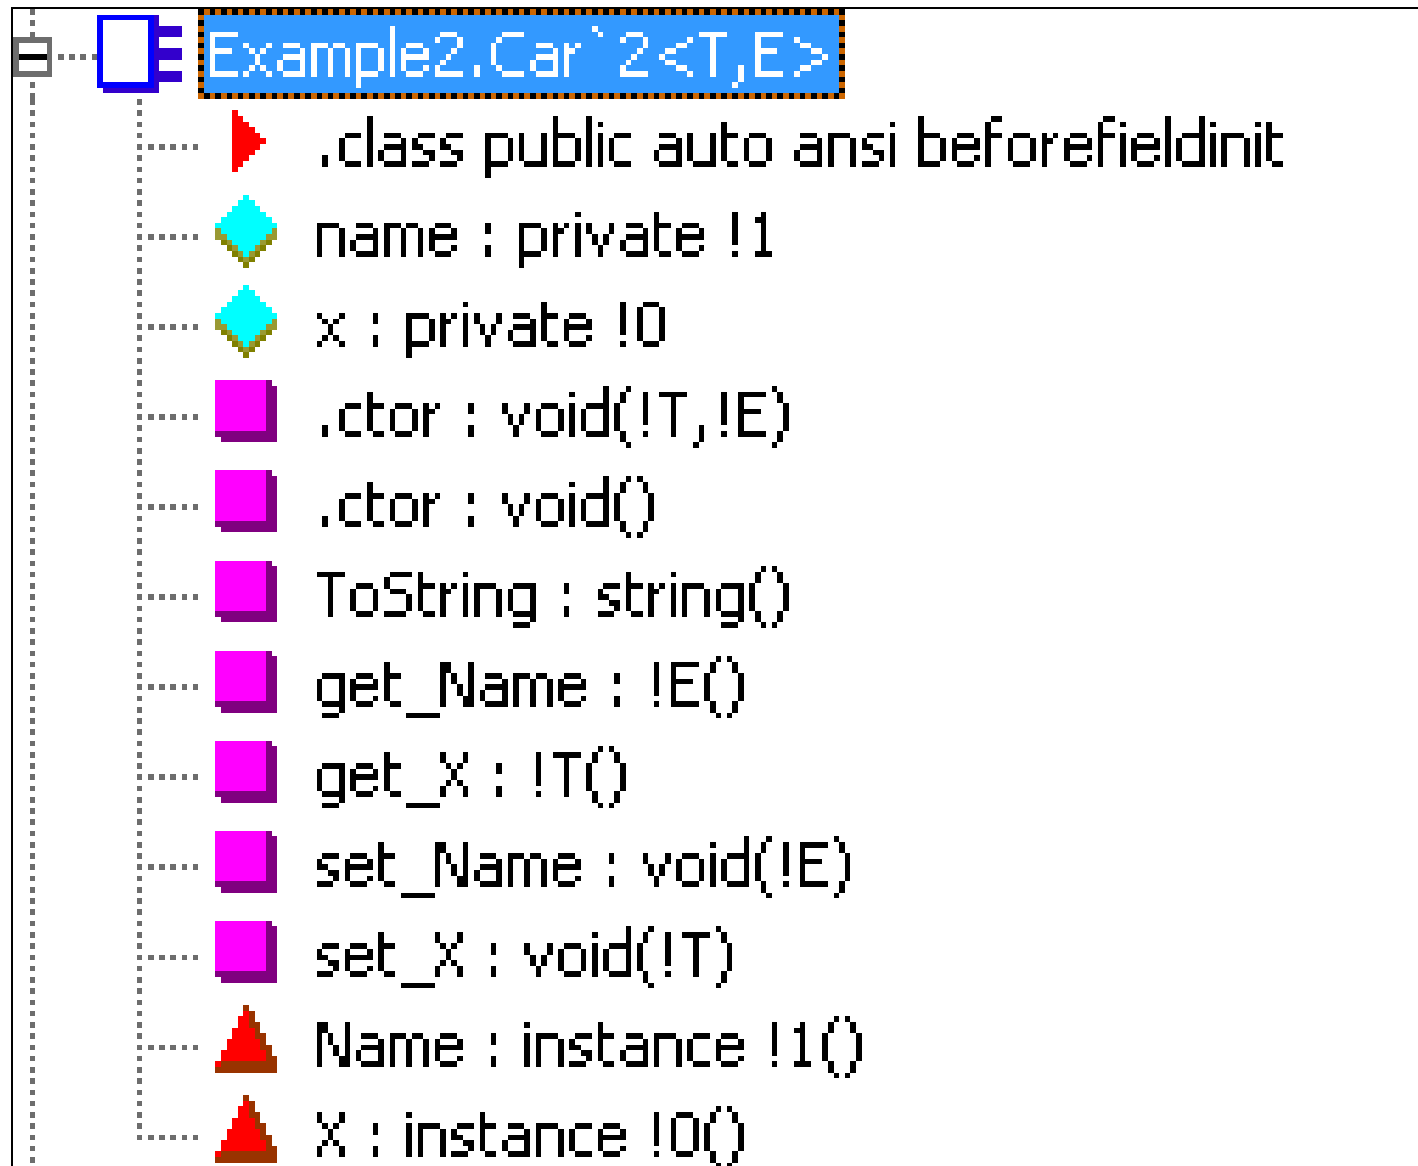 Example2.Car`2<T,E>
.class public auto ansi beforefieldinit
name : private !1
x : private !0
.ctor : void(!T,!E)
.ctor : void()
ToString : string()
get_Name : !E()
get_X : !T()
set_Name : void(!E)
set_X : void(!T)
Name : instance !1()
X : instance !0()